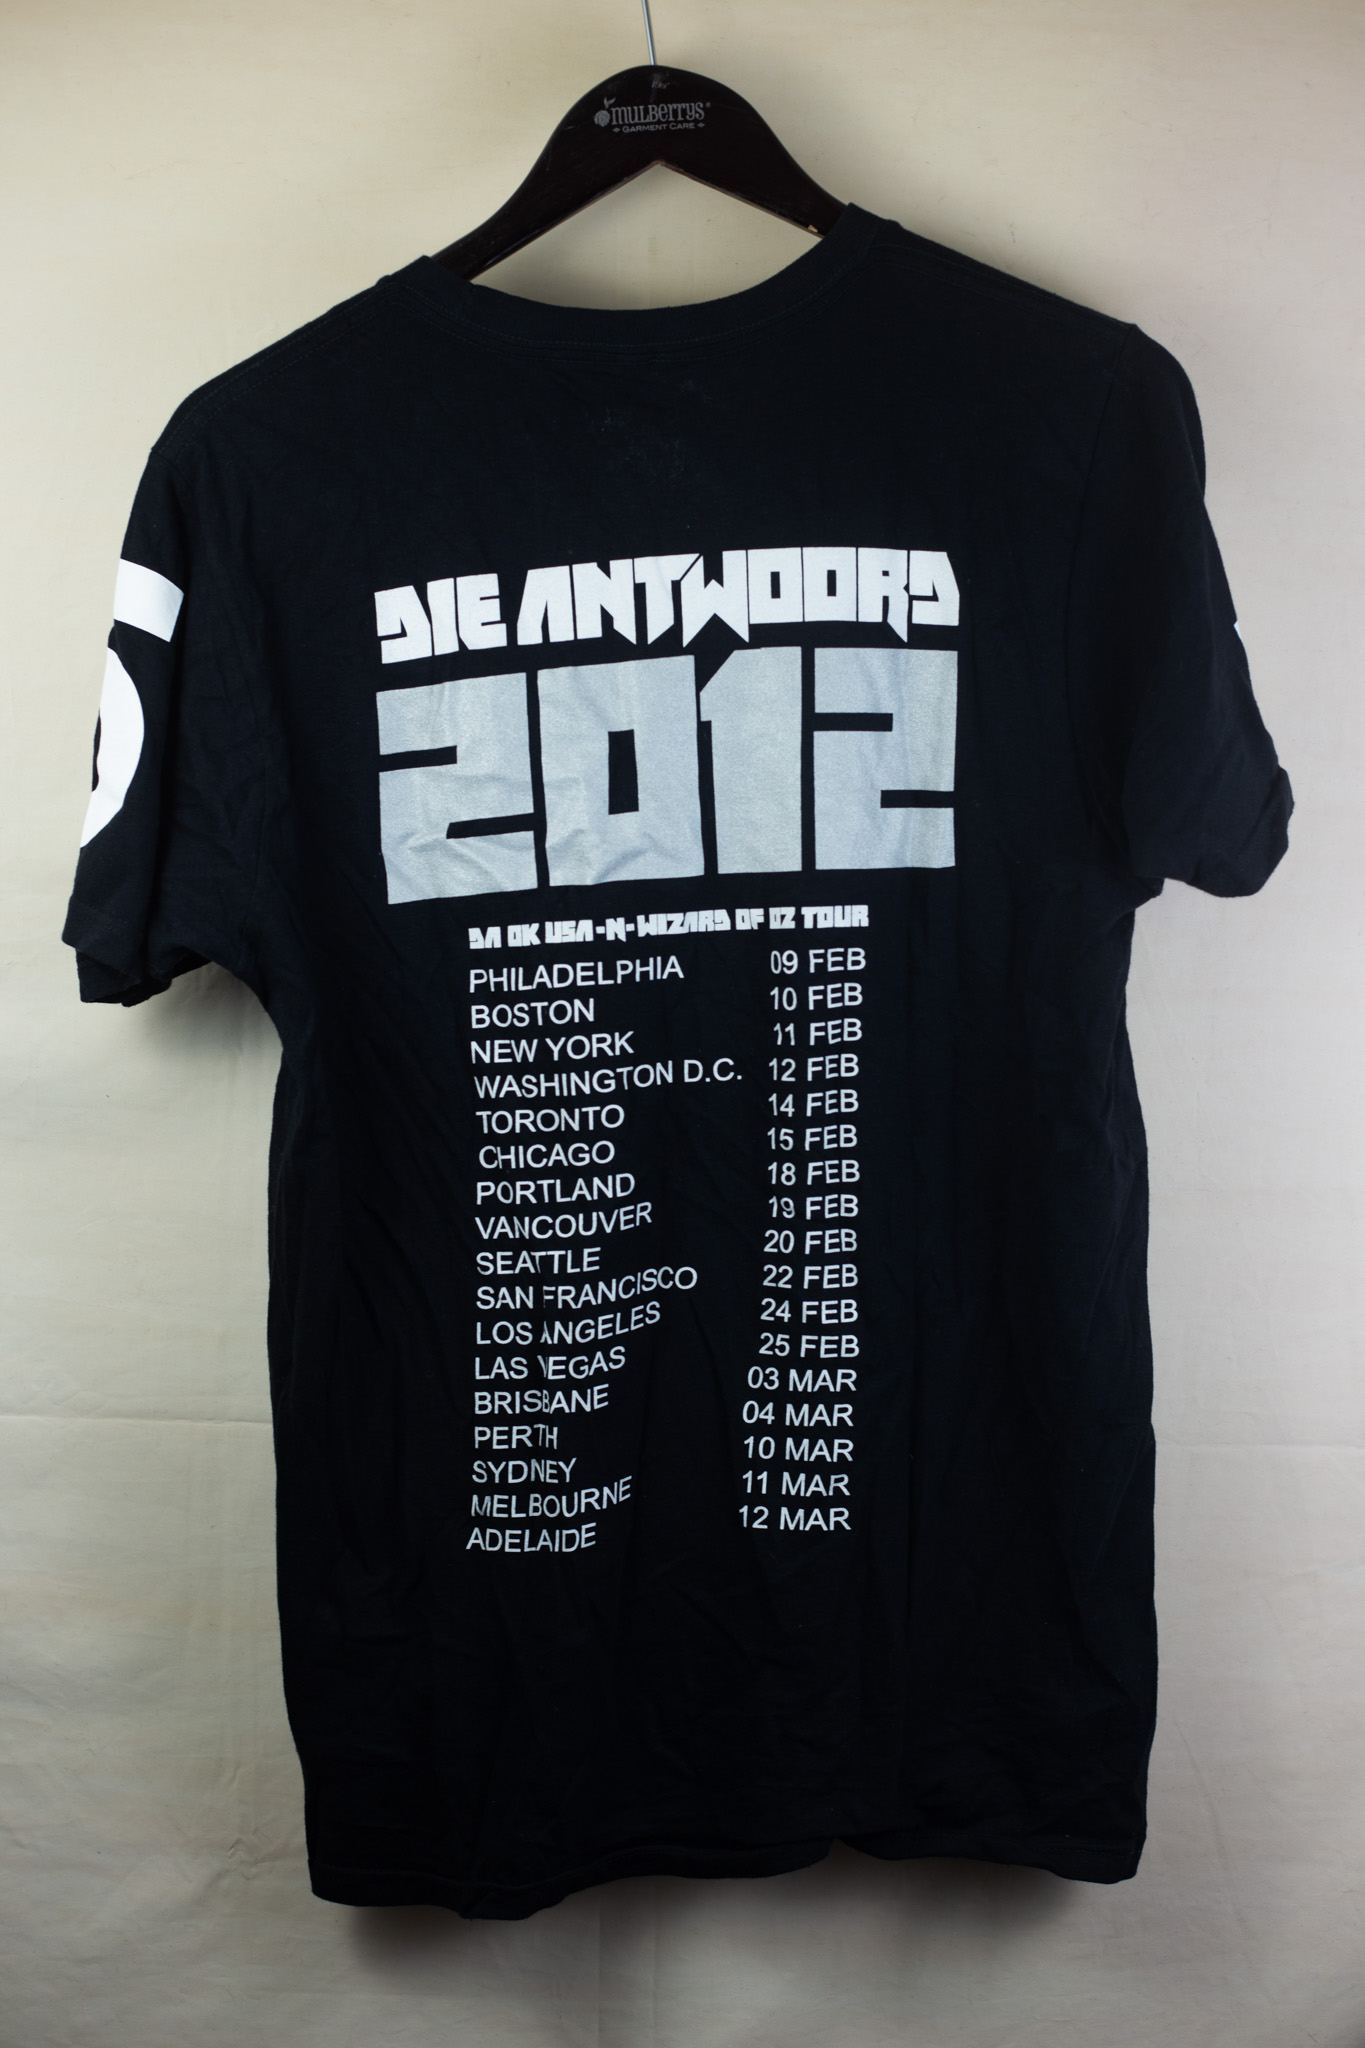 mulberrys®
GARMENT CARE
DIE ANTWOORD
2012
DA OK USA-N-WIZARD OF OZ TOUR
PHILADELPHIA 09 FEB
BOSTON 10 FEB
NEW YORK 11 FEB
WASHINGTON D.C. 12 FEB
TORONTO 14 FEB
CHICAGO 15 FEB
PORTLAND 18 FEB
VANCOUVER 19 FEB
SEATTLE 20 FEB
SAN FRANCISCO 22 FEB
LOS ANGELES 24 FEB
LAS VEGAS 25 FEB
BRISBANE 03 MAR
PERTH 04 MAR
SYDNEY 10 MAR
MELBOURNE 11 MAR
ADELAIDE 12 MAR